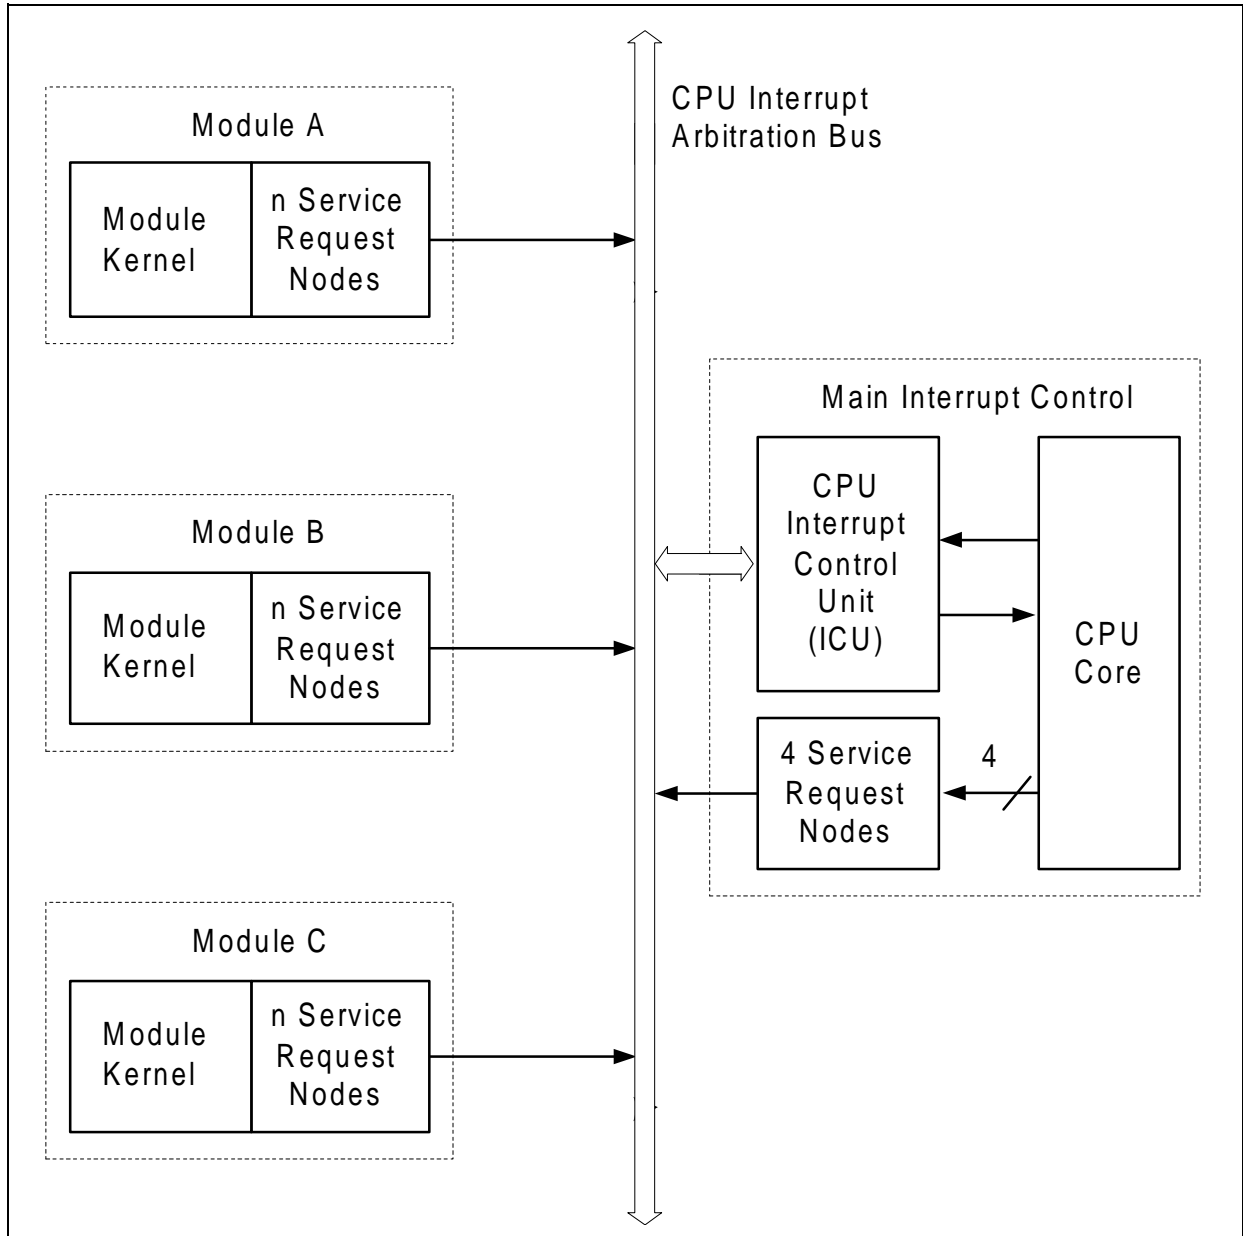 CPU Interrupt
Arbitration Bus
Module A
Module
Kernel
n Service
Request
Nodes
Main Interrupt Control
CPU
Interrupt
Control
Unit
(ICU)
CPU
Core
4 Service
Request
Nodes
4
Module B
Module
Kernel
n Service
Request
Nodes
Module C
Module
Kernel
n Service
Request
Nodes